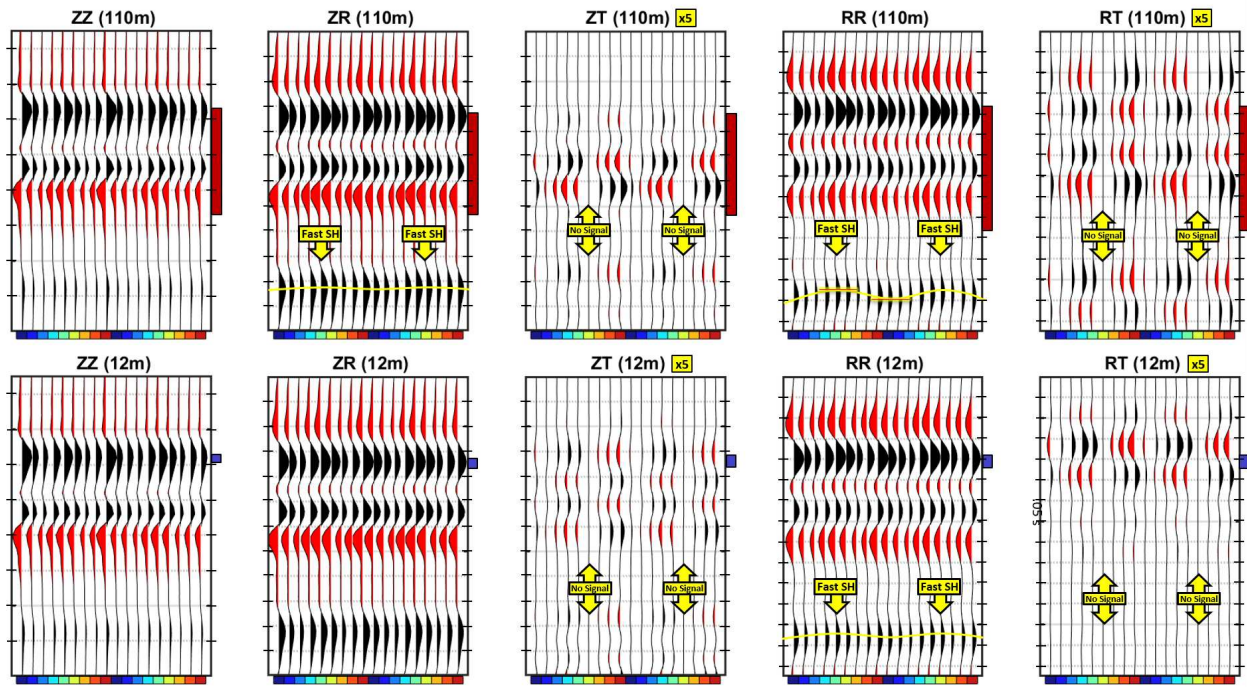 ZZ (110m)
ZR (110m)
ZT (110m) x5
RR (110m)
RT (110m) x5
Fast SH
Fast SH
No Signal
No Signal
Fast SH
Fast SH
No Signal
No Signal
ZZ (12m)
ZR (12m)
ZT (12m) x5
RR (12m)
RT (12m) x5
No Signal
No Signal
Fast SH
Fast SH
No Signal
No Signal